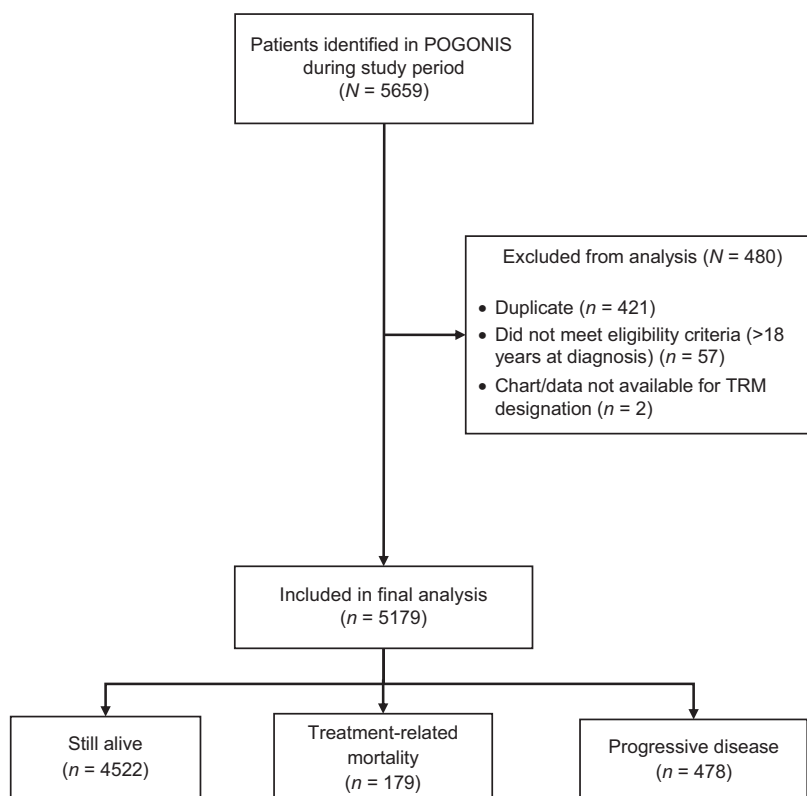 Patients identified in POGONIS
during study period
(N = 5659)
Excluded from analysis (N = 480)
• Duplicate (n = 421)
• Did not meet eligibility criteria (>18
years at diagnosis) (n = 57)
• Chart/data not available for TRM
designation (n = 2)
Included in final analysis
(n = 5179)
Still alive
(n = 4522)
Treatment-related
mortality
(n = 179)
Progressive disease
(n = 478)